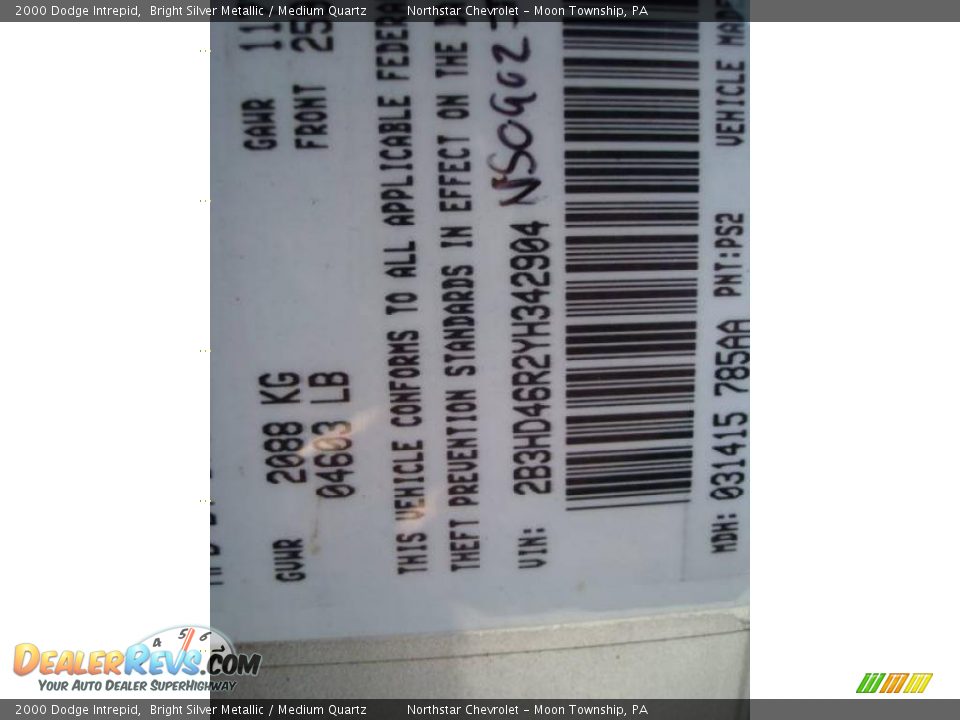 2000 Dodge Intrepid, Bright Silver Metallic / Medium Quartz Northstar Chevrolet - Moon Township, PA
GVWR 2088 KG GAWR
04603 LB FRONT
THIS VEHICLE CONFORMS TO ALL APPLICABLE
THEFT PREVENTION STANDARDS IN EFFECT ON THE
VIN: 2B3HD46R2YH342904
MDH: 031415 785AA PNT:PS2 VEHICLE
4 5 6
DEALERREVS.COM
YOUR AUTO DEALER SUPERHIGHWAY
2000 Dodge Intrepid, Bright Silver Metallic / Medium Quartz Northstar Chevrolet - Moon Township, PA